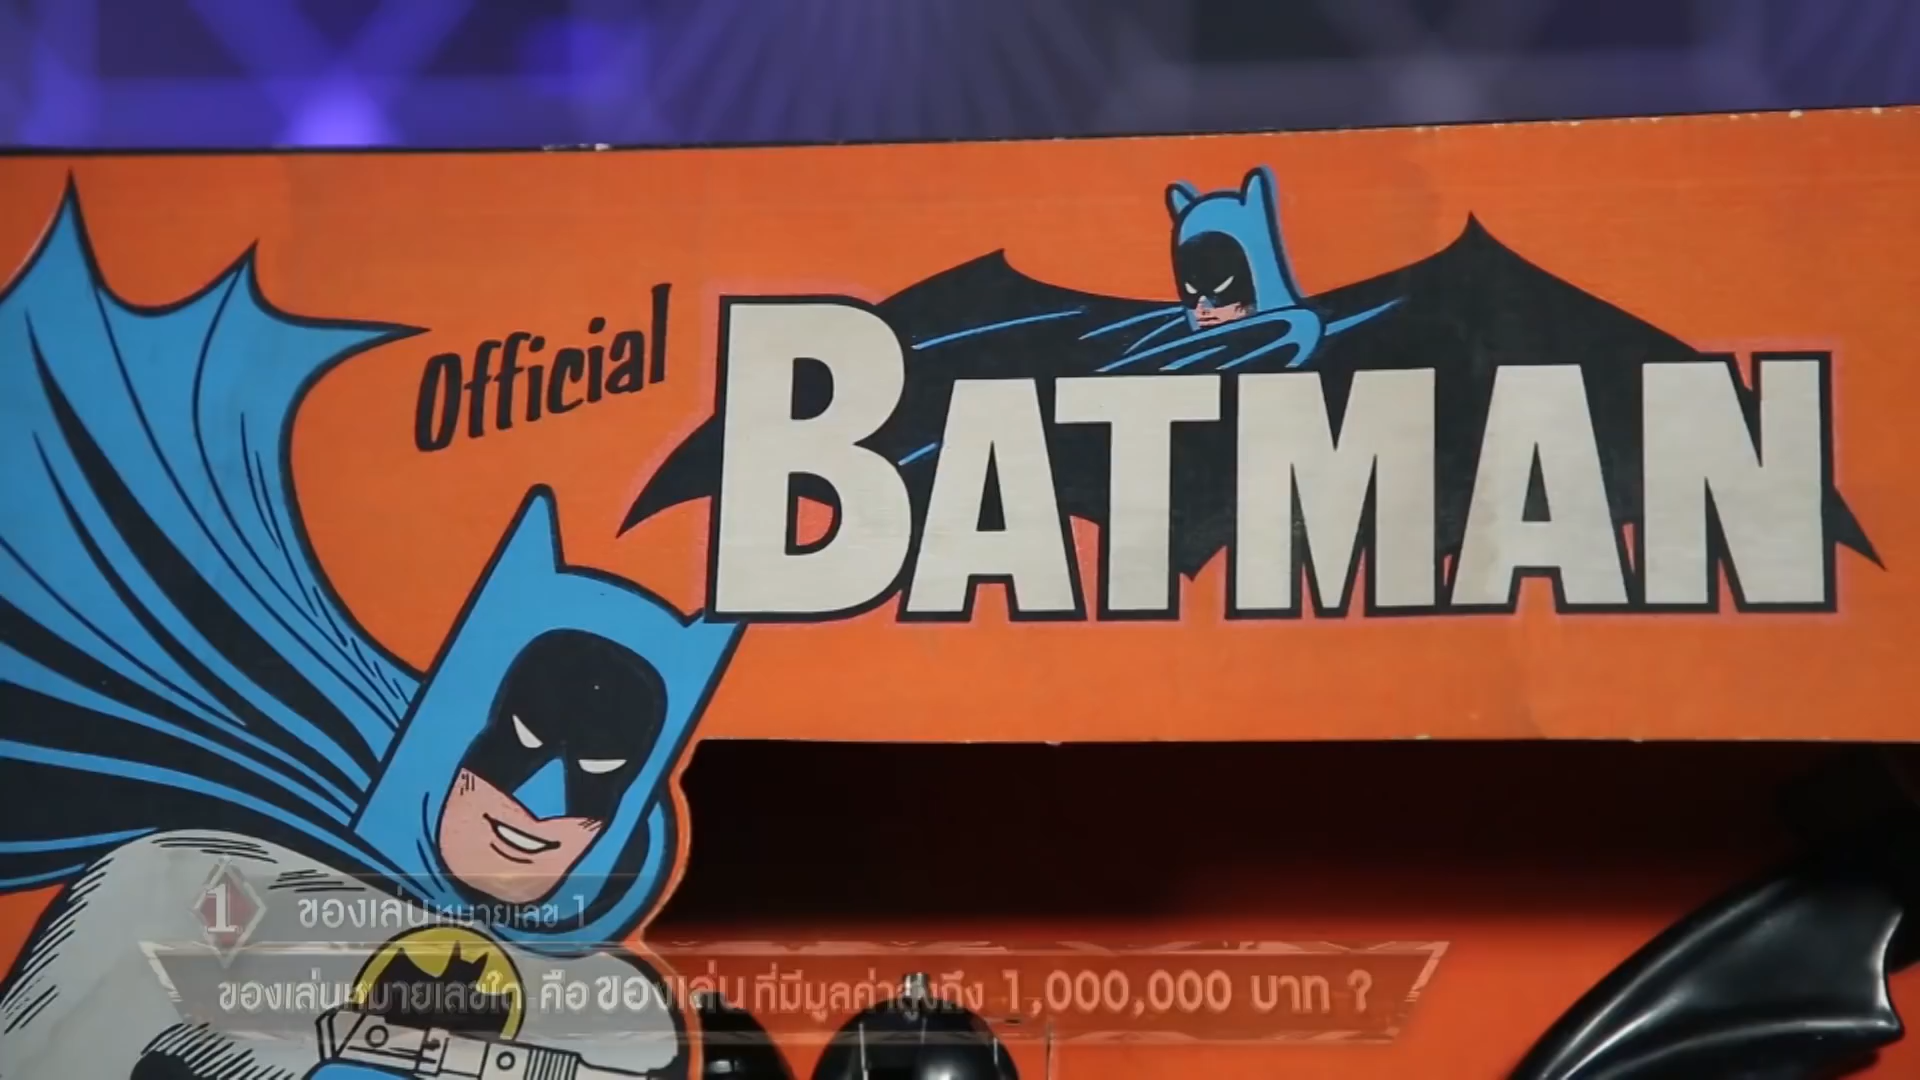 Official
BATMAN
1 ของเล่นหมายเลข 1
ของเล่นหมายเลขใด คือ ของเล่น ที่มีมูลค่าสูงถึง 1,000,000 บาท ?